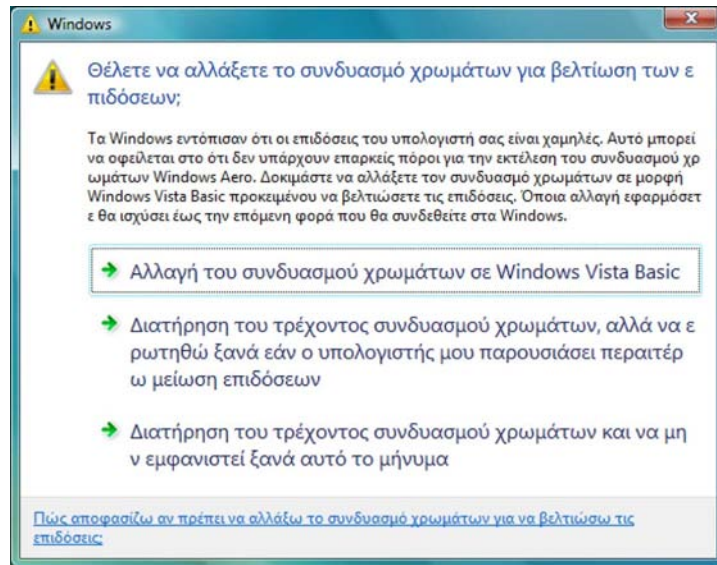 Windows
Θέλετε να αλλάξετε το συνδυασμό χρωμάτων για βελτίωση των ε
πιδόσεων;
Τα Windows εντόπισαν ότι οι επιδόσεις του υπολογιστή σας είναι χαμηλές. Αυτό μπορεί
να οφείλεται στο ότι δεν υπάρχουν επαρκείς πόροι για την εκτέλεση του συνδυασμού χρ
ωμάτων Windows Aero. Δοκιμάστε να αλλάξετε τον συνδυασμό χρωμάτων σε μορφή
Windows Vista Basic προκειμένου να βελτιώσετε τις επιδόσεις. Όποια αλλαγή εφαρμόσετ
ε θα ισχύσει έως την επόμενη φορά που θα συνδεθείτε στα Windows.
Αλλαγή του συνδυασμού χρωμάτων σε Windows Vista Basic
Διατήρηση του τρέχοντος συνδυασμού χρωμάτων, αλλά να ε
ρωτηθώ ξανά εάν ο υπολογιστής μου παρουσιάσει περαιτέρ
ω μείωση επιδόσεων
Διατήρηση του τρέχοντος συνδυασμού χρωμάτων και να μη
ν εμφανιστεί ξανά αυτό το μήνυμα
Πώς αποφασίζω αν πρέπει να αλλάξω το συνδυασμό χρωμάτων για να βελτιώσω τις
επιδόσεις;